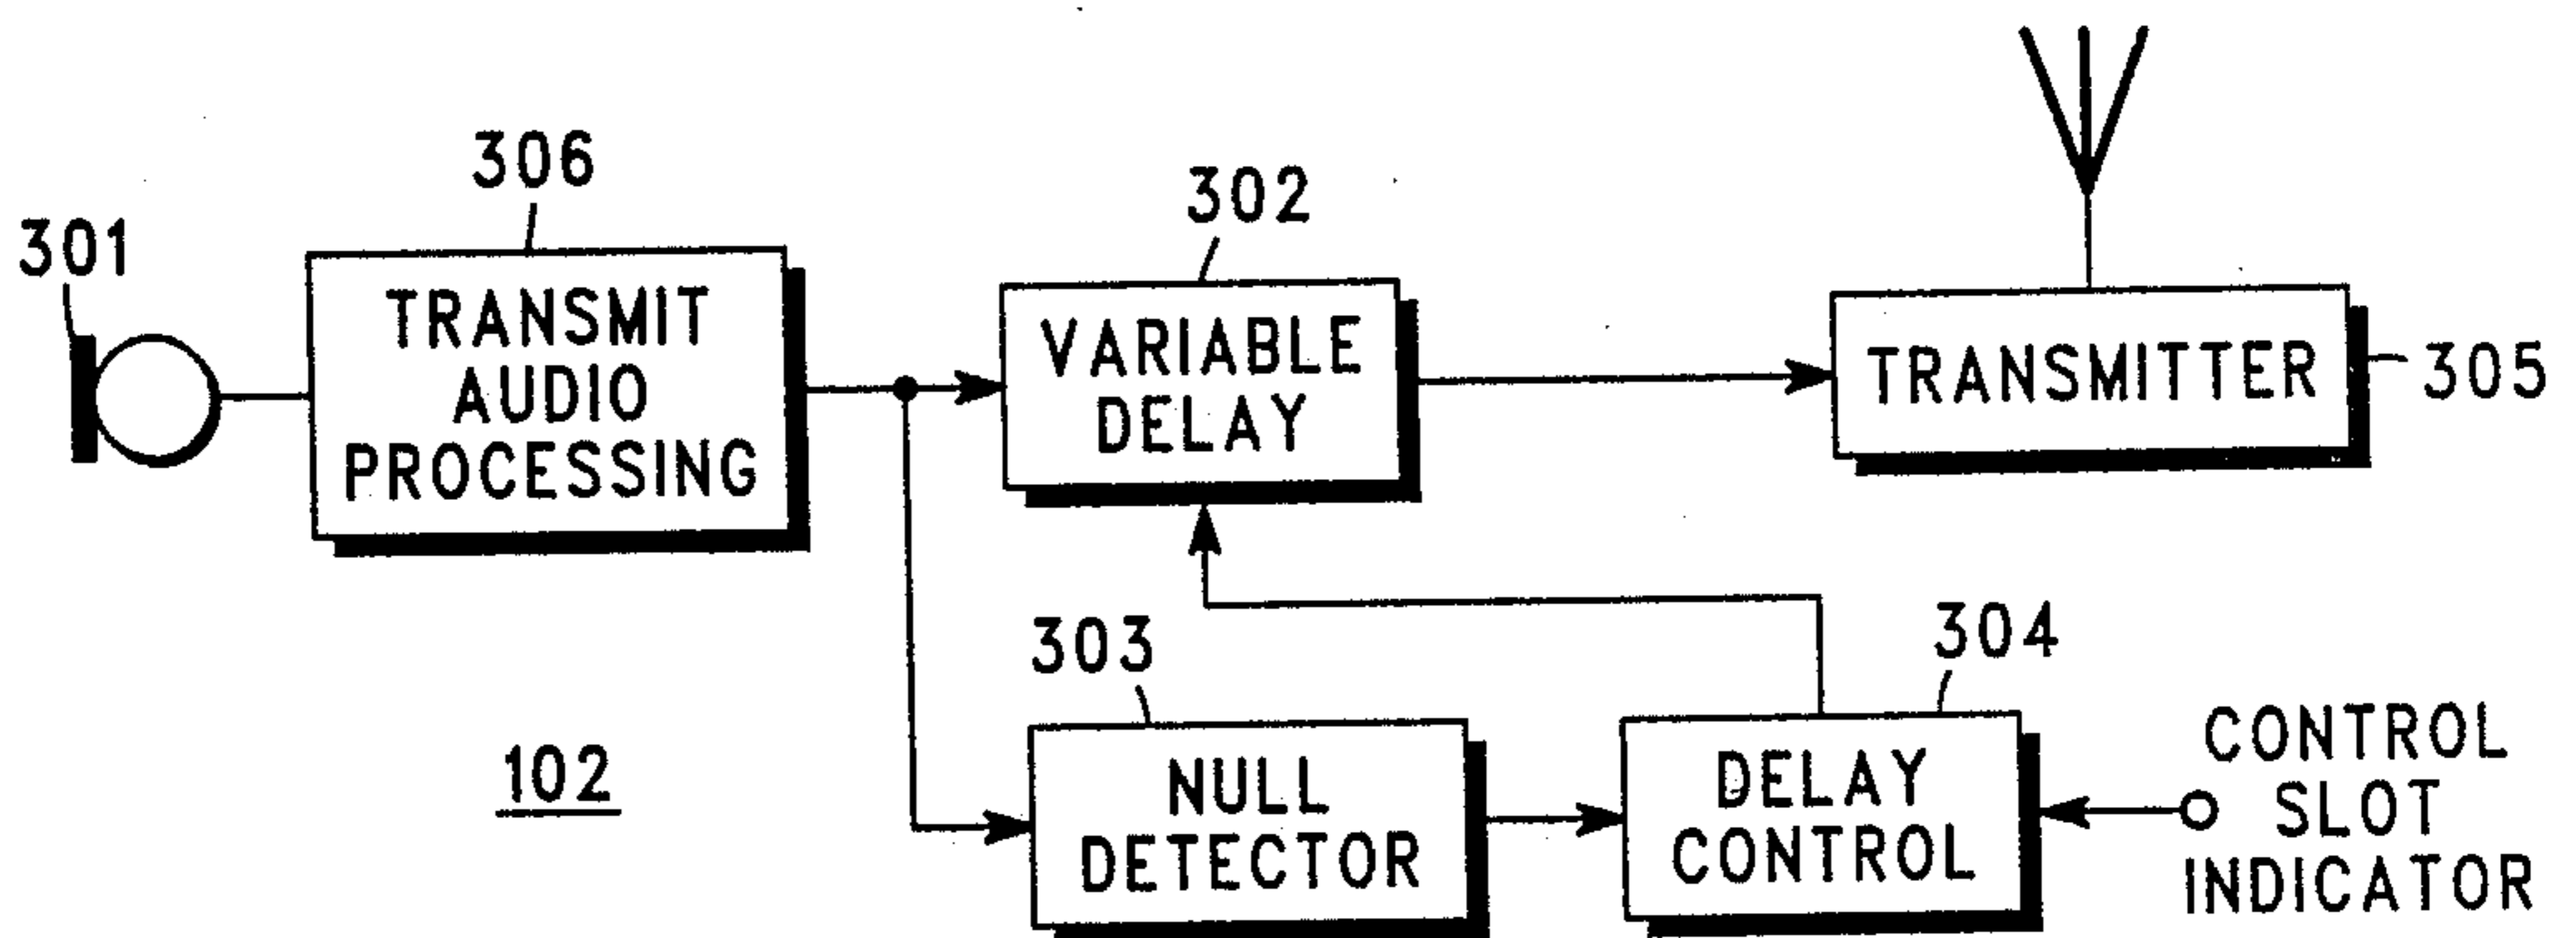 306
301
TRANSMIT
AUDIO
PROCESSING
302
VARIABLE
DELAY
TRANSMITTER
305
303
NULL
DETECTOR
304
DELAY
CONTROL
CONTROL
SLOT
INDICATOR
102